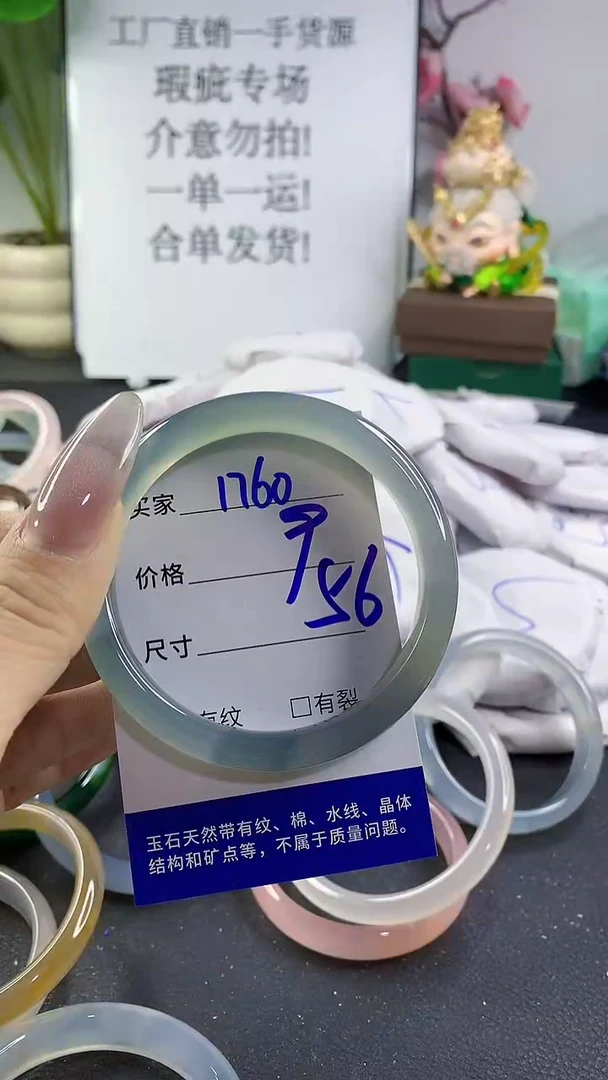 工厂直销一手货源
瑕疵专场
介意勿拍!
一单一运!
合单发货!
买家 1760
价格
尺寸 56
有纹 □有裂
玉石天然带有纹、棉、水线、晶体
结构和矿点等，不属于质量问题。